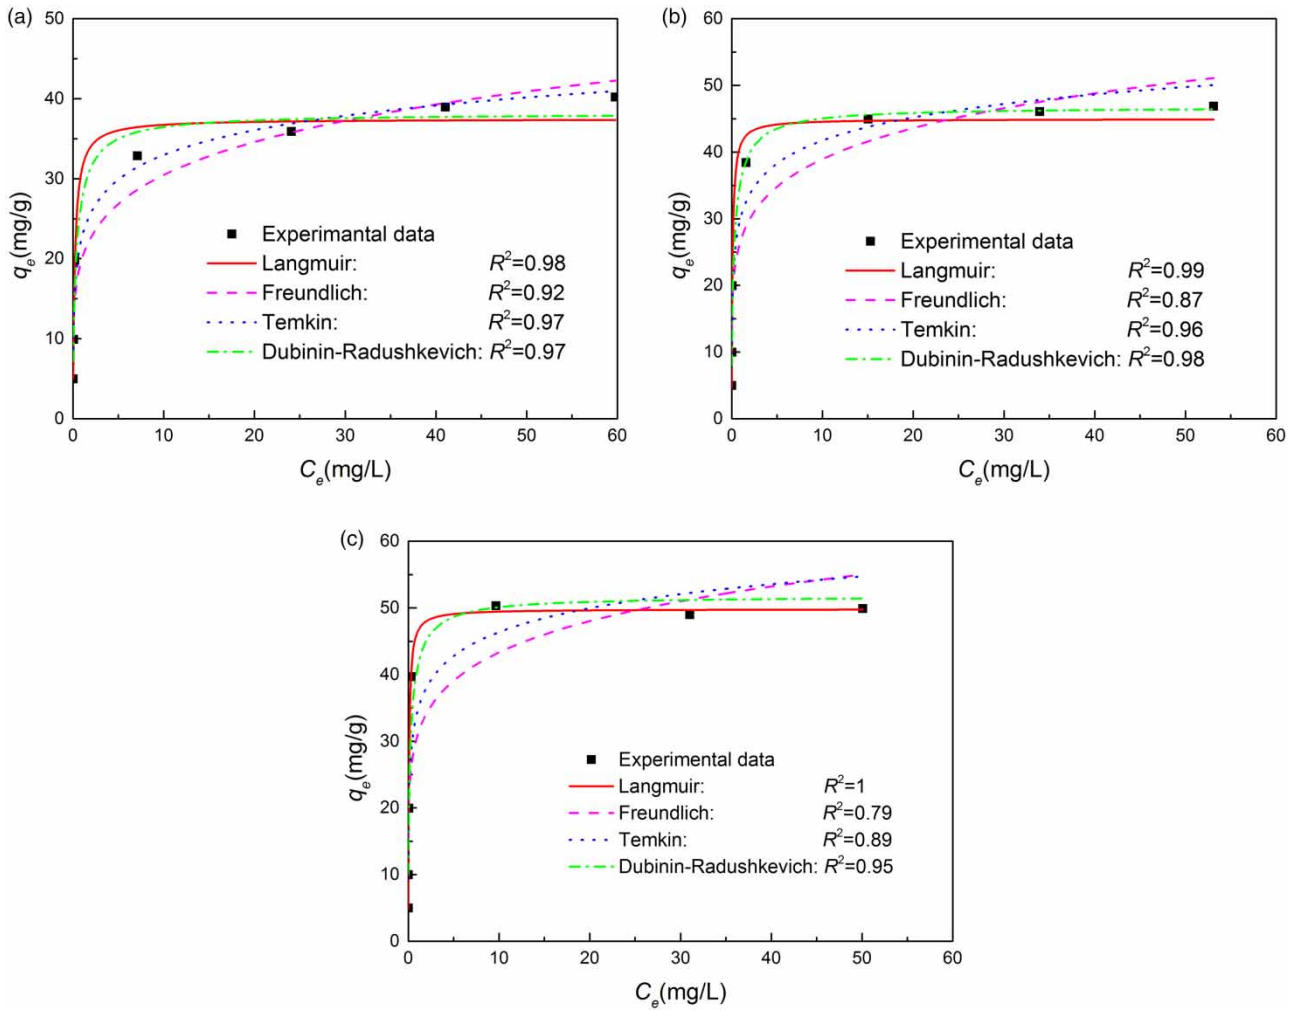 (a)
50
40
30
20
10
0
qe(mg/g)
Experimantal data
Langmuir: R²=0.98
Freundlich: R²=0.92
Temkin: R²=0.97
Dubinin-Radushkevich: R²=0.97
0 10 20 30 40 50 60
Ce(mg/L)
(b)
60
50
40
30
20
10
0
qe(mg/g)
Experimental data
Langmuir: R²=0.99
Freundlich: R²=0.87
Temkin: R²=0.96
Dubinin-Radushkevich: R²=0.98
0 10 20 30 40 50 60
Ce(mg/L)
(c)
60
50
40
30
20
10
0
qe(mg/g)
Experimental data
Langmuir: R²=1
Freundlich: R²=0.79
Temkin: R²=0.89
Dubinin-Radushkevich: R²=0.95
0 10 20 30 40 50 60
Ce(mg/L)